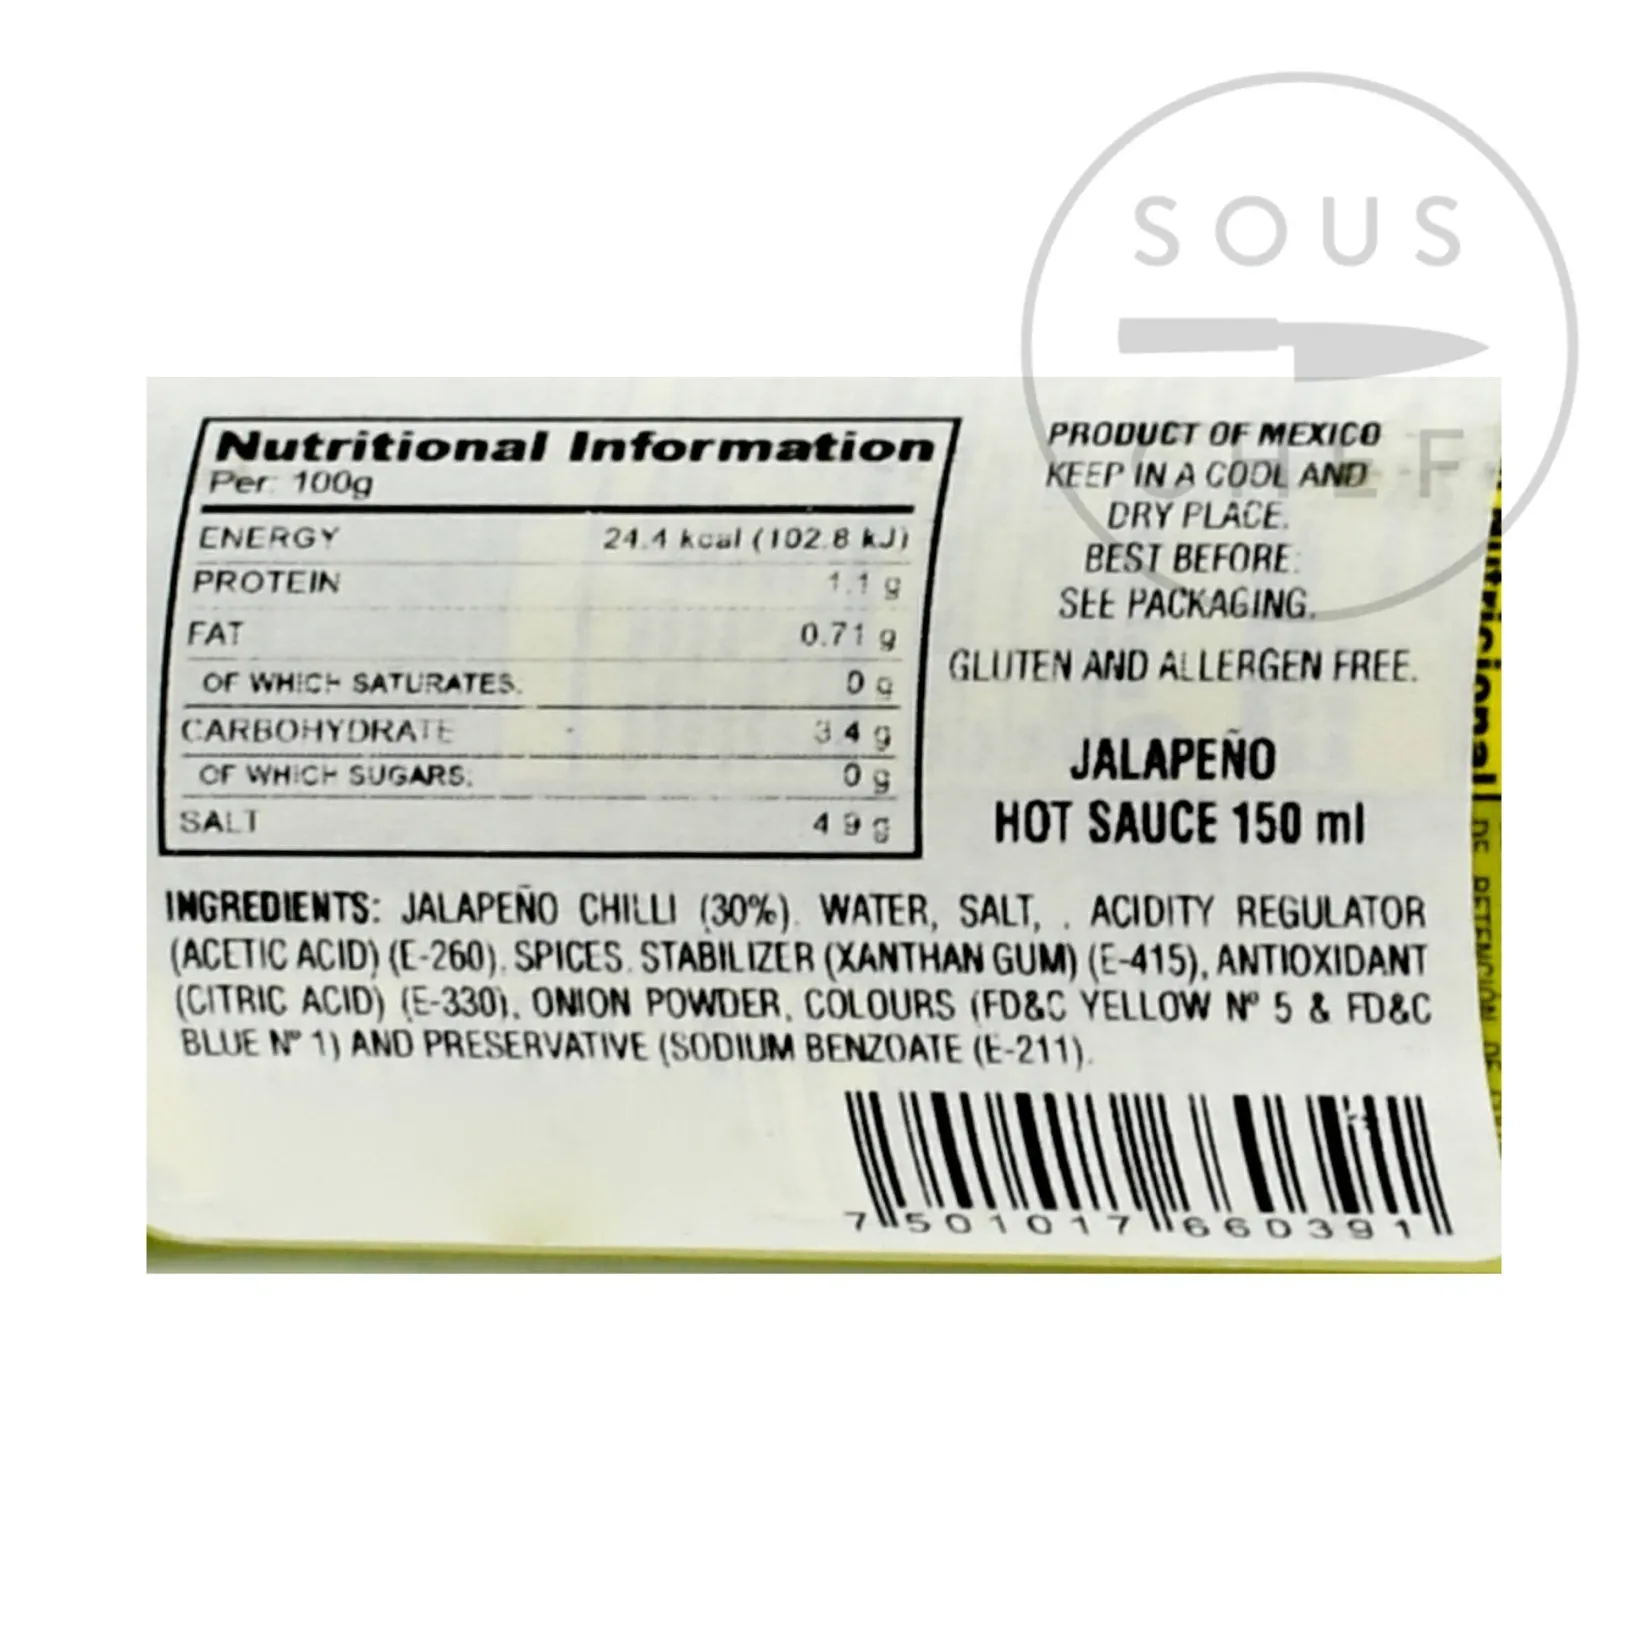 SOUS
CHEF
Nutritional Information
Per: 100g
ENERGY 24.4 kcal (102.8 kJ)
PROTEIN 1.1 g
FAT 0.71 g
OF WHICH SATURATES. 0 g
CARBOHYDRATE 3.4 g
OF WHICH SUGARS. 0 g
SALT 4.9 g
PRODUCT OF MEXICO
KEEP IN A COOL AND
DRY PLACE.
BEST BEFORE:
SEE PACKAGING.
GLUTEN AND ALLERGEN FREE.
JALAPEÑO
HOT SAUCE 150 ml
INGREDIENTS: JALAPEÑO CHILLI (30%). WATER, SALT, . ACIDITY REGULATOR
(ACETIC ACID) (E-260), SPICES. STABILIZER (XANTHAN GUM) (E-415), ANTIOXIDANT
(CITRIC ACID) (E-330), ONION POWDER, COLOURS (FD&C YELLOW Nº 5 & FD&C
BLUE Nº 1) AND PRESERVATIVE (SODIUM BENZOATE (E-211).
7 501017 660391